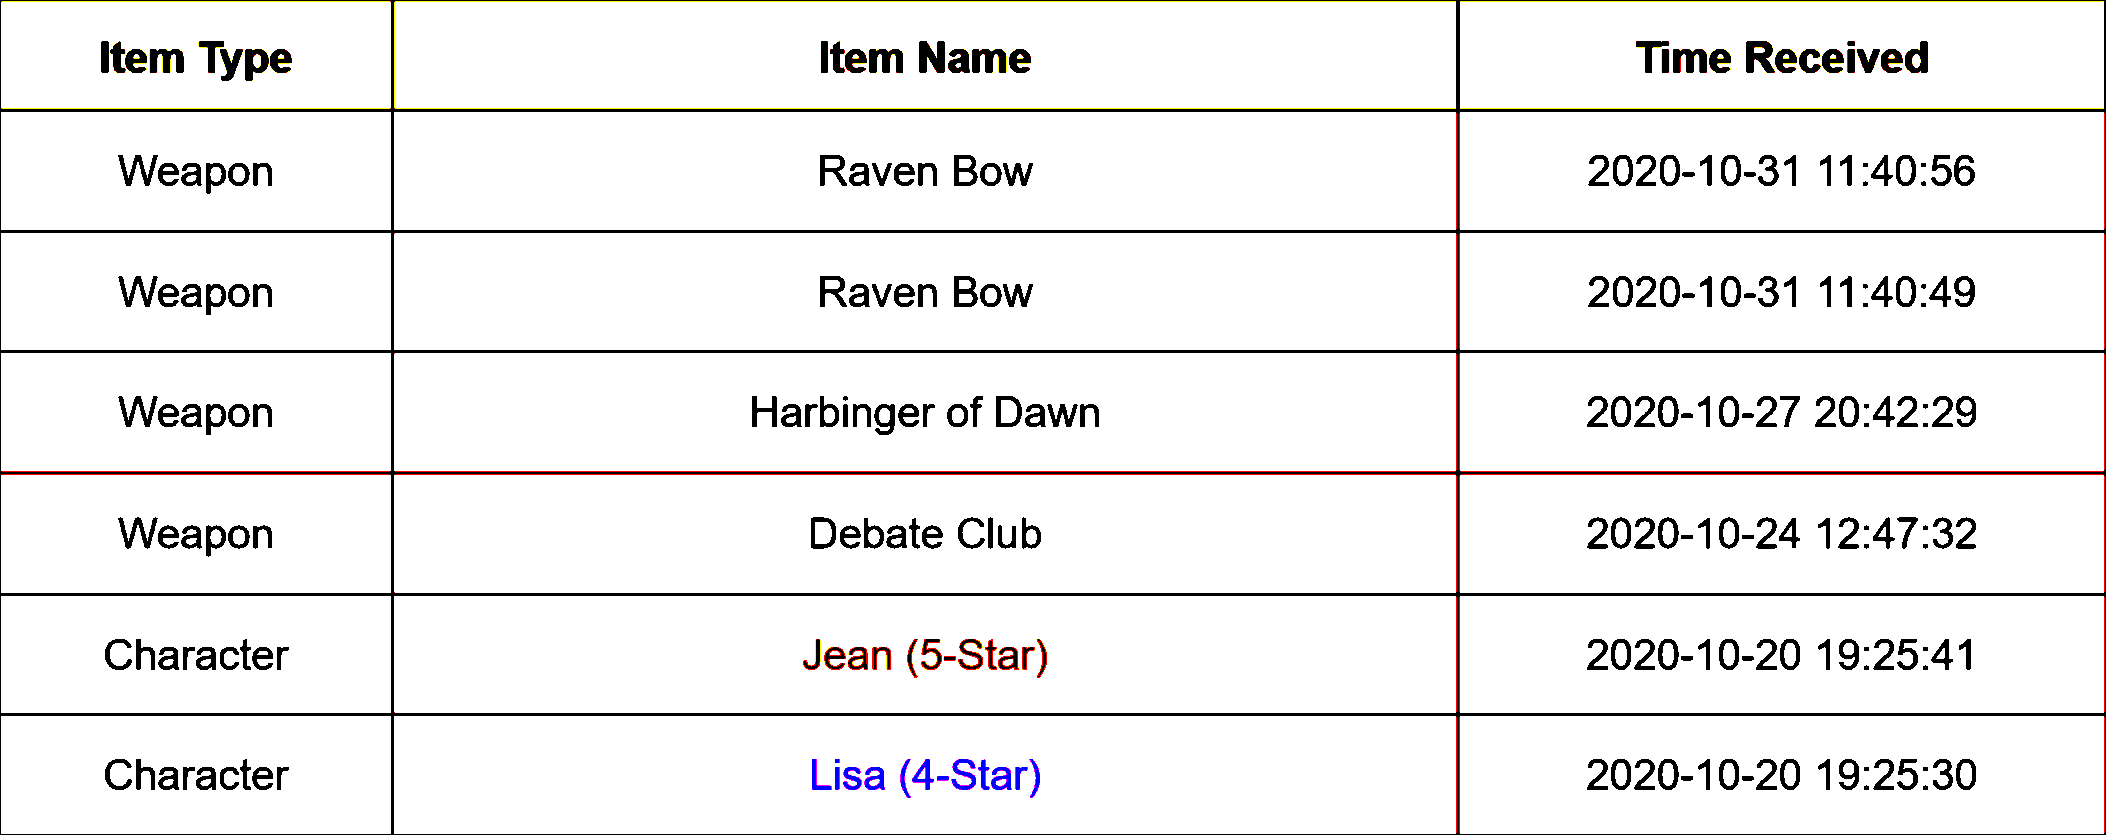 Item Type Item Name Time Received
Weapon Raven Bow 2020-10-31 11:40:56
Weapon Raven Bow 2020-10-31 11:40:49
Weapon Harbinger of Dawn 2020-10-27 20:42:29
Weapon Debate Club 2020-10-24 12:47:32
Character Jean (5-Star) 2020-10-20 19:25:41
Character Lisa (4-Star) 2020-10-20 19:25:30